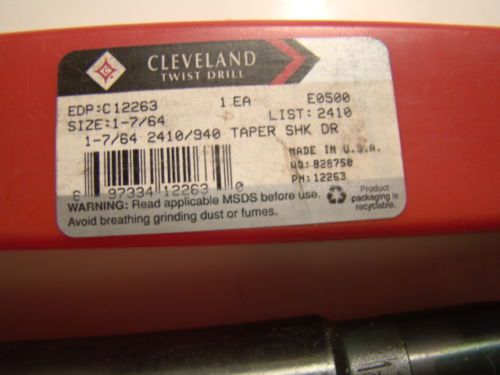 CLEVELAND
TWIST DRILL
EDP:C12263 1 EA E0500
SIZE:1-7/64 LIST: 2410
1-7/64 2410/940 TAPER SHK DR
MADE IN U.S.A.
WO: 828750
PN: 12263
6 97334 12263 0
WARNING: Read applicable MSDS before use.
Avoid breathing grinding dust or fumes.
Product
packaging is
recyclable.